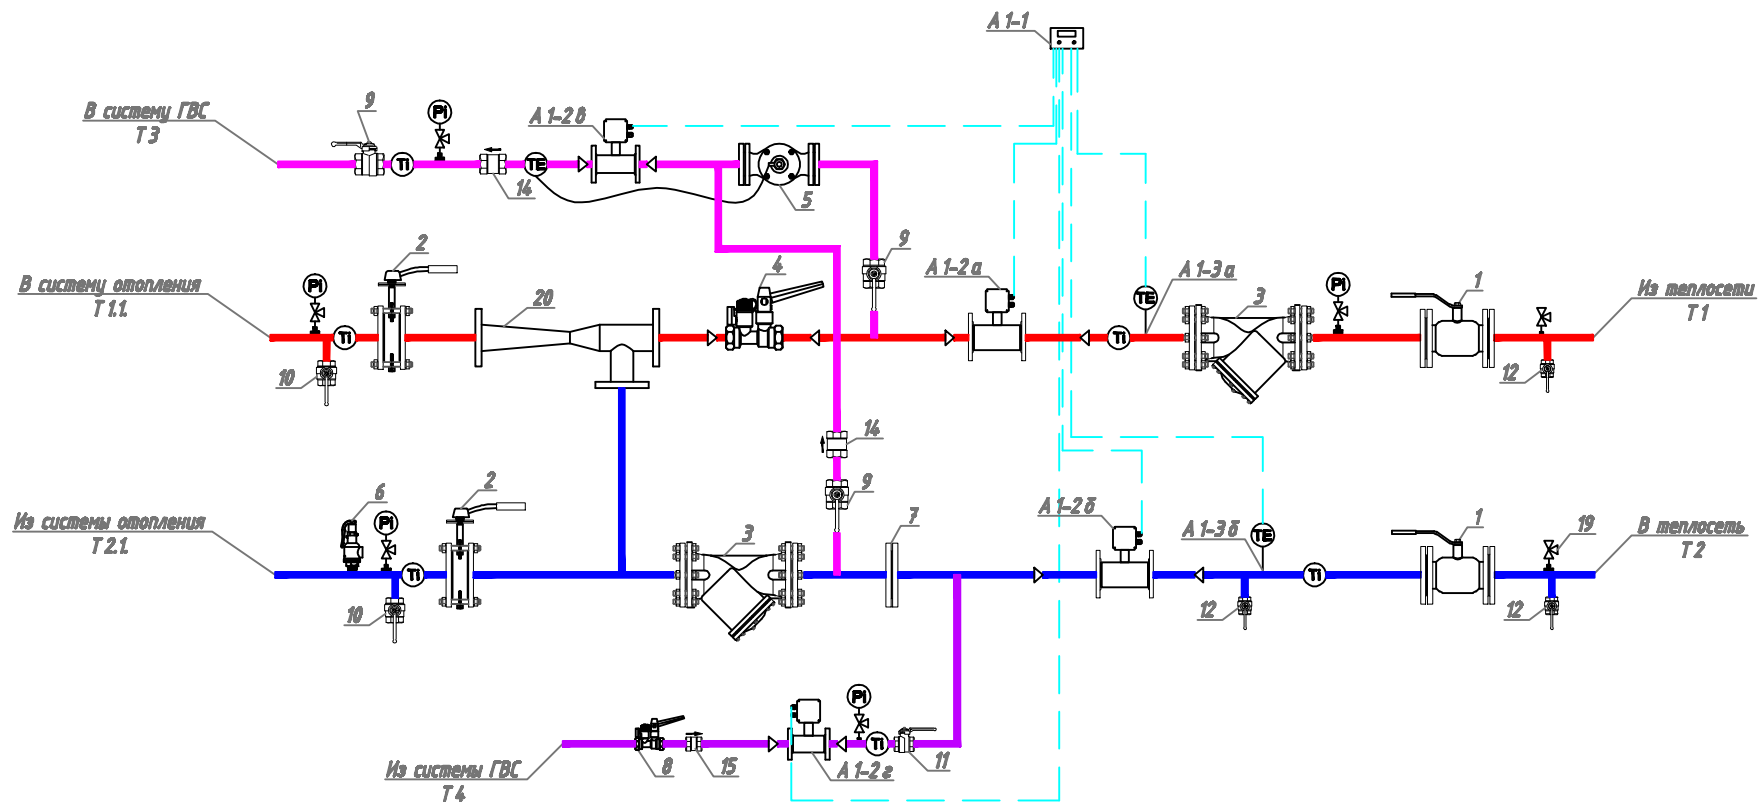 А 1-1
В систему ГВС
Т 3
9
Pi
А 1-2 в
Ti
14
TE
5
В систему отопления
Т 1.1.
Pi
2
Ti
10
20
4
9
А 1-2 а
А 1-3 а
TE
Ti
3
Pi
1
Из теплосети
Т 1
12
14
9
Из системы отопления
Т 2.1.
6
Pi
2
Ti
10
3
7
А 1-2 б
А 1-3 б
TE
Ti
1
19
В теплосеть
Т 2
12
12
Из системы ГВС
Т 4
8
15
А 1-2 г
Pi
Ti
11